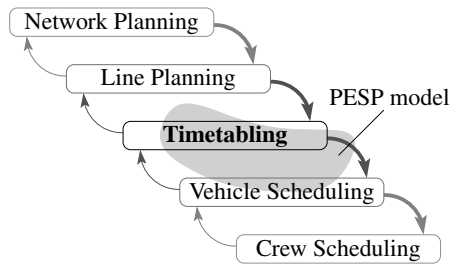 Network Planning
Line Planning
PESP model
Timetabling
Vehicle Scheduling
Crew Scheduling